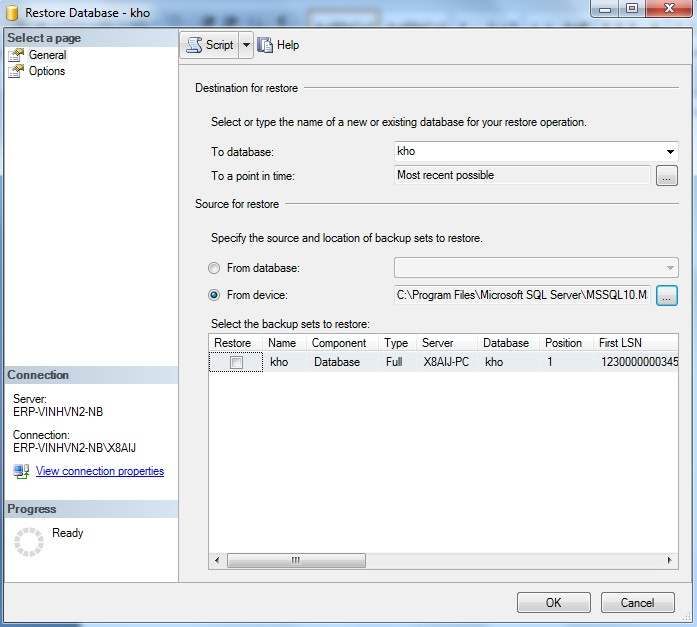 Restore Database - kho
Select a page
General
Options
Script
Help
Destination for restore
Select or type the name of a new or existing database for your restore operation.
To database:
kho
To a point in time:
Most recent possible
...
Source for restore
Specify the source and location of backup sets to restore.
From database:
From device:
C:\Program Files\Microsoft SQL Server\MSSQL10.M
...
Select the backup sets to restore:
Restore Name Component Type Server Database Position First LSN
kho Database Full X8AIJ-PC kho 1 1230000000345
Connection
Server:
ERP-VINHVN2-NB
Connection:
ERP-VINHVN2-NB\X8AIJ
View connection properties
Progress
Ready
OK
Cancel